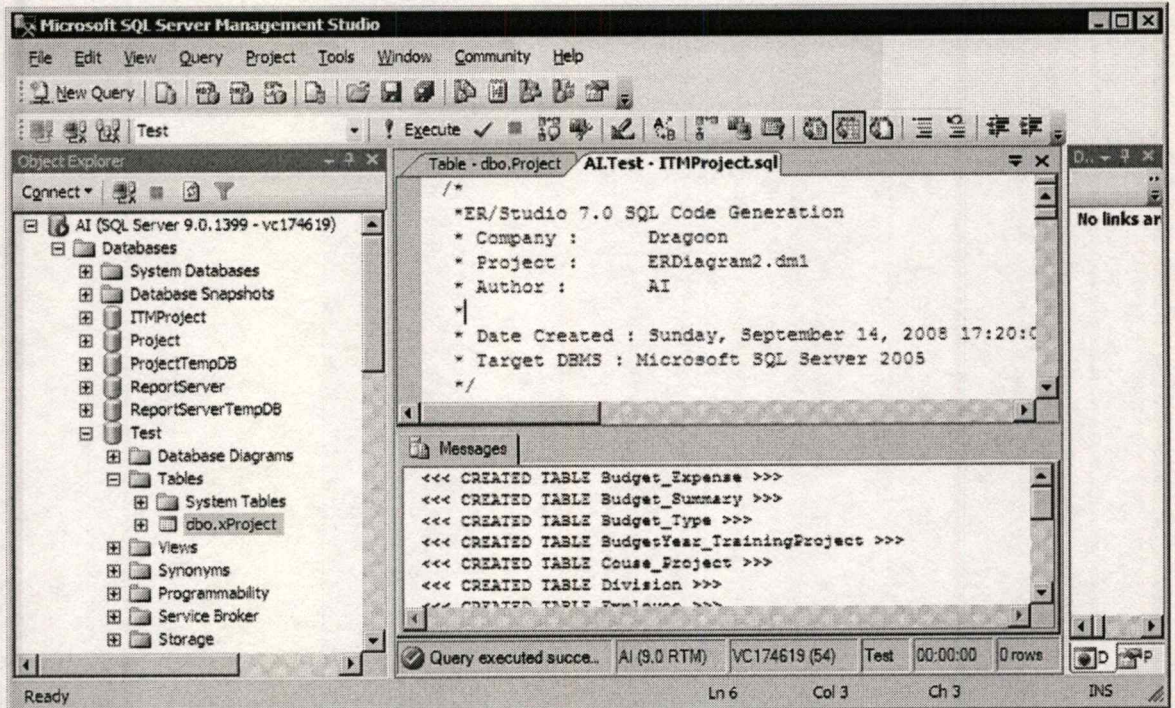 Microsoft SQL Server Management Studio
File Edit View Query Project Tools Window Community Help
New Query
Test
Execute
Object Explorer
Connect
AI (SQL Server 9.0.1399 - vc174619)
Databases
System Databases
Database Snapshots
ITMProject
Project
ProjectTempDB
ReportServer
ReportServerTempDB
Test
Database Diagrams
Tables
System Tables
dbo.xProject
Views
Synonyms
Programmability
Service Broker
Storage
Table - dbo.Project
AI.Test - ITMProject.sql
/*
*ER/Studio 7.0 SQL Code Generation
* Company : Dragoon
* Project : ERDiagram2.dm1
* Author : AI
*
* Date Created : Sunday, September 14, 2008 17:20:0
* Target DBMS : Microsoft SQL Server 2005
*/
Messages
<<< CREATED TABLE Budget_Expense >>>
<<< CREATED TABLE Budget_Summary >>>
<<< CREATED TABLE Budget_Type >>>
<<< CREATED TABLE BudgetYear_TrainingProject >>>
<<< CREATED TABLE Couse_Project >>>
<<< CREATED TABLE Division >>>
<<< CREATED TABLE Employee >>>
Query executed succe... AI (9.0 RTM) VC174619 (54) Test 00:00:00 0 rows
D..
No links ar
D P
Ready Ln 6 Col 3 Ch 3 INS